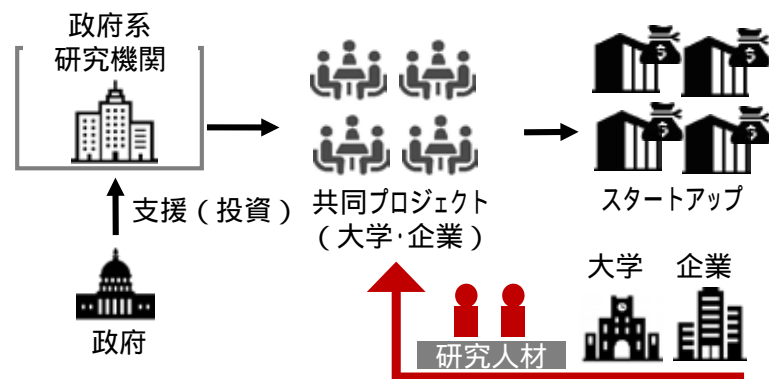 政府系
研究機関
支援（投資）
政府
共同プロジェクト
（大学･企業）
スタートアップ
大学
企業
研究人材